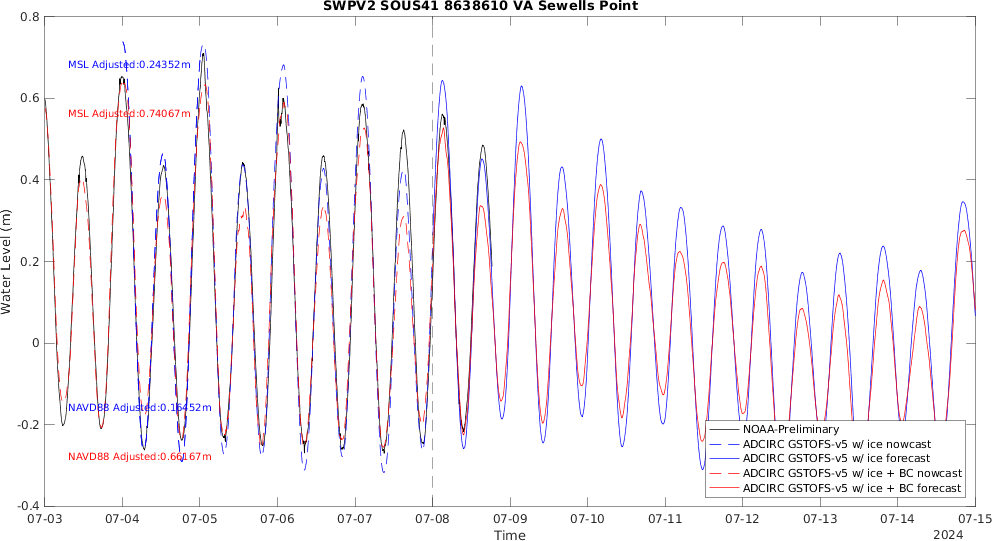 SWPV2 SOUS41 8638610 VA Sewells Point
0.8
0.6
0.4
0.2
0
-0.2
-0.4
Water Level (m)
MSL Adjusted:0.24352m
MSL Adjusted:0.74067m
NAVD88 Adjusted:0.16452m
NAVD88 Adjusted:0.66167m
NOAA-Preliminary
ADCIRC GSTOFS-v5 w/ ice nowcast
ADCIRC GSTOFS-v5 w/ ice forecast
ADCIRC GSTOFS-v5 w/ ice + BC nowcast
ADCIRC GSTOFS-v5 w/ ice + BC forecast
07-03 07-04 07-05 07-06 07-07 07-08 07-09 07-10 07-11 07-12 07-13 07-14 07-15
Time
2024